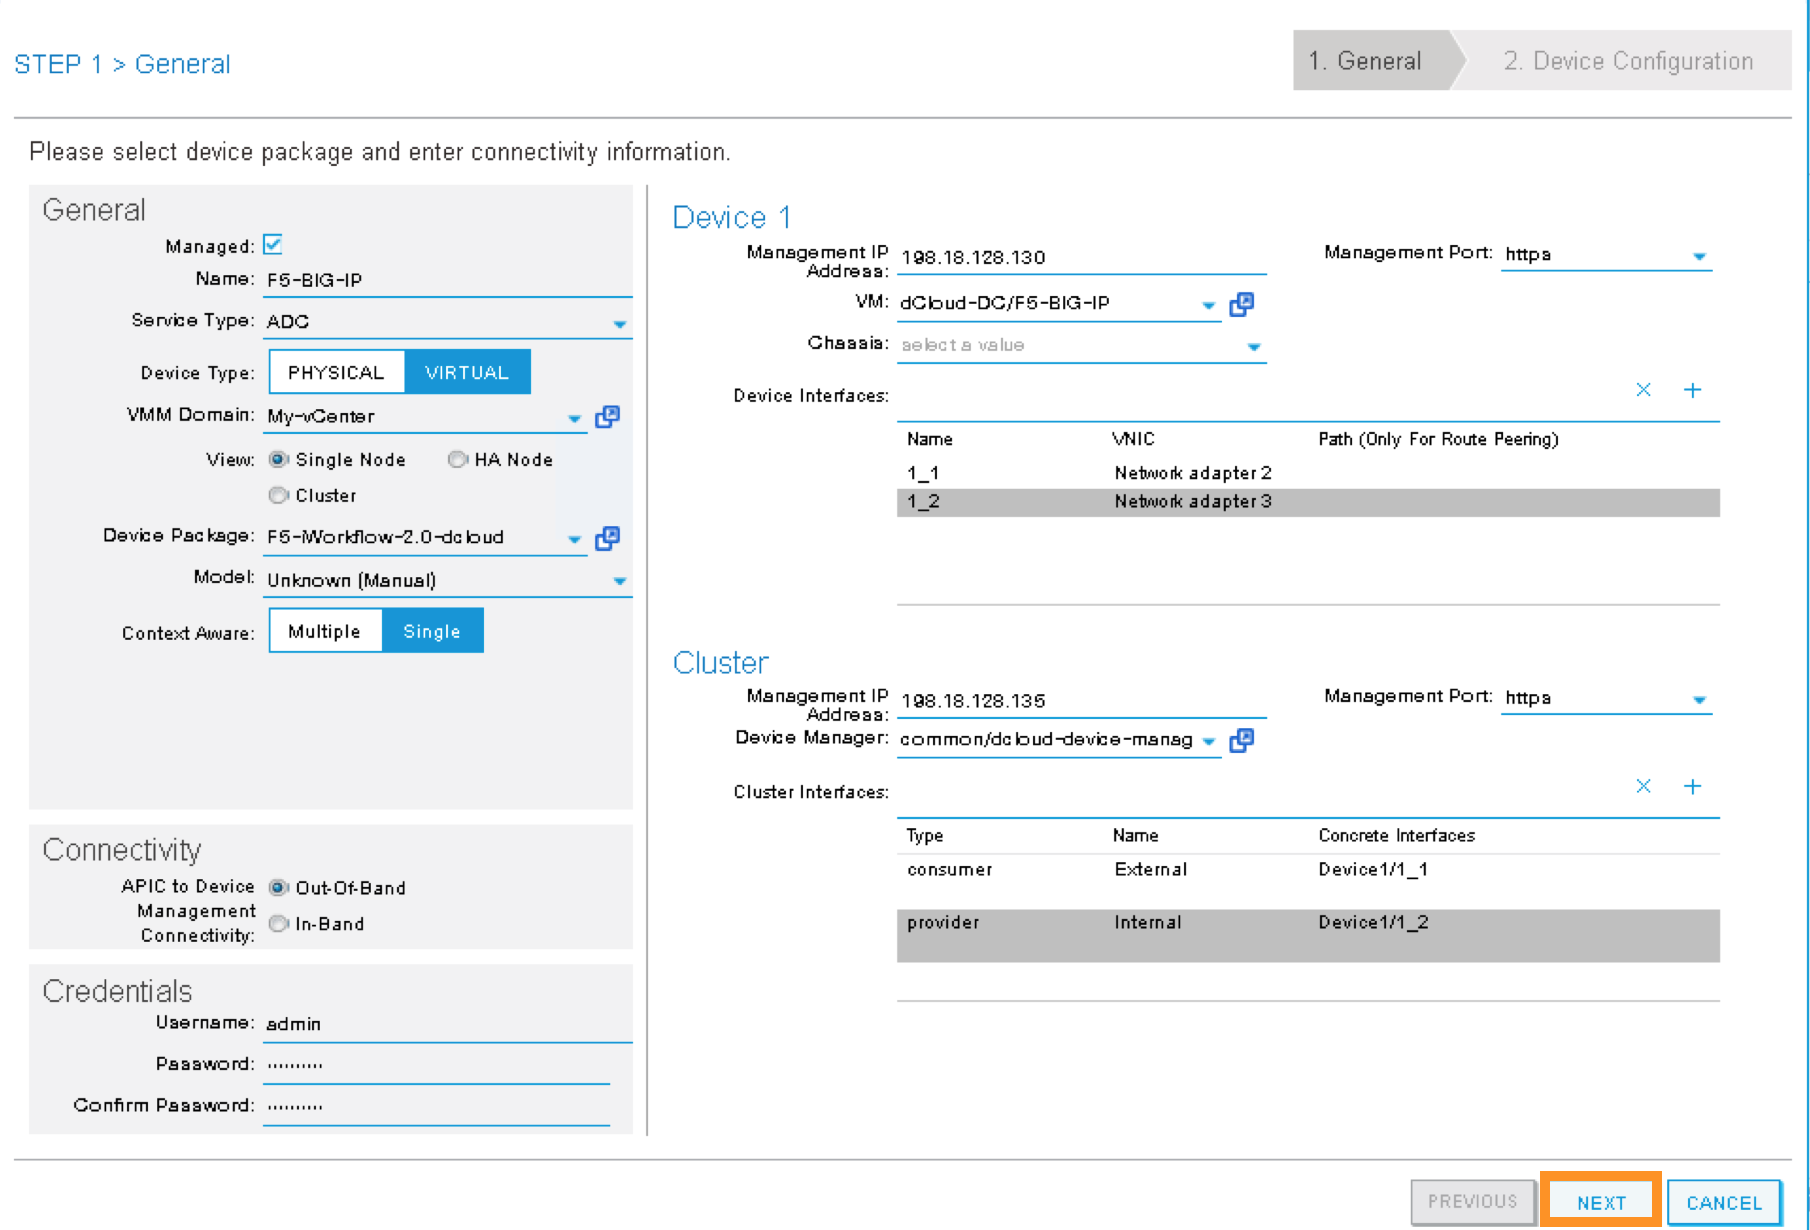 STEP 1 > General
1. General
2. Device Configuration
Please select device package and enter connectivity information.
General
Managed:
Name: F5-BIG-IP
Service Type: ADC
Device Type: PHYSICAL VIRTUAL
VMM Domain: My-vCenter
View: Single Node HA Node
Cluster
Device Package: F5-iWorkflow-2.0-dcloud
Model: Unknown (Manual)
Context Aware: Multiple Single
Connectivity
APIC to Device Management Connectivity:
Out-Of-Band
In-Band
Credentials
Username: admin
Password: ··········
Confirm Password: ··········
Device 1
Management IP Address: 198.18.128.130
Management Port: https
VM: dCloud-DC/F5-BIG-IP
Chassis: select a value
Device Interfaces:
Name VNIC Path (Only For Route Peering)
1_1 Network adapter 2
1_2 Network adapter 3
Cluster
Management IP Address: 198.18.128.135
Management Port: https
Device Manager: common/dcloud-device-manag
Cluster Interfaces:
Type Name Concrete Interfaces
consumer External Device1/1_1
provider Internal Device1/1_2
PREVIOUS NEXT CANCEL